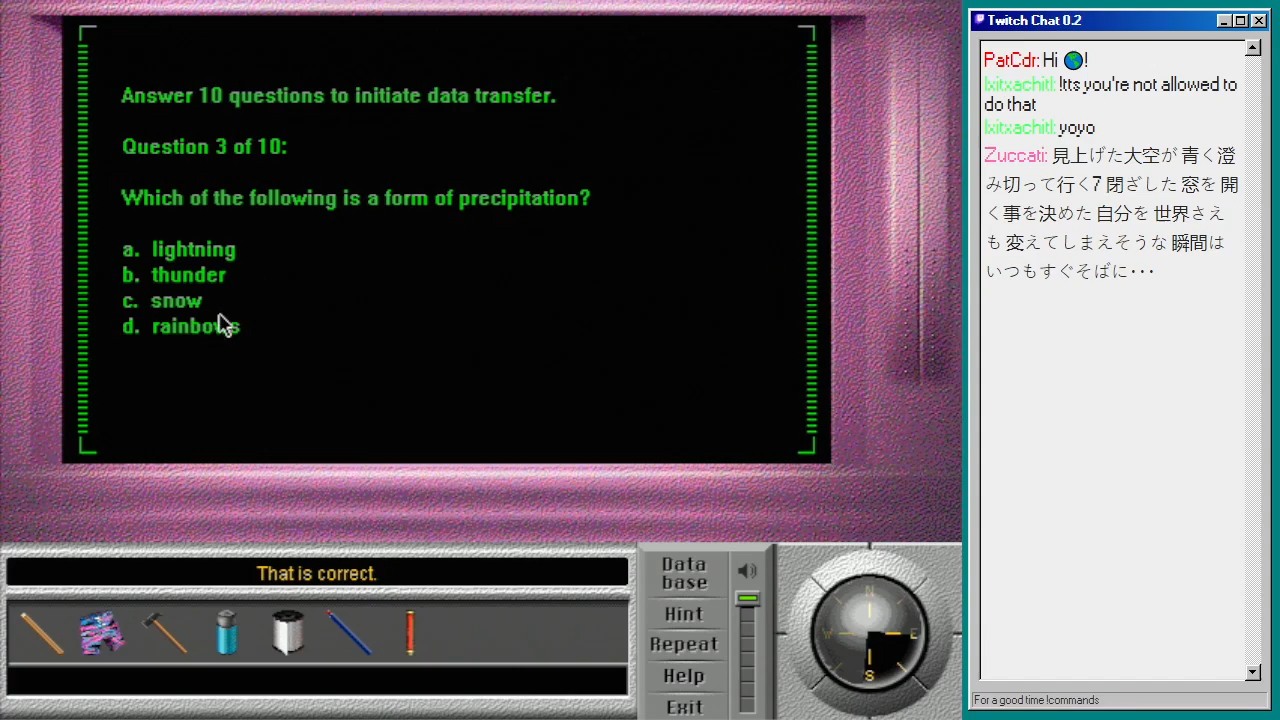 Answer 10 questions to initiate data transfer.
Question 3 of 10:
Which of the following is a form of precipitation?
a. lightning
b. thunder
c. snow
d. rainbows
That is correct.
Data
base
Hint
Repeat
Help
Exit
N
W
E
S
Twitch Chat 0.2
PatCdr: Hi 🌎!
Ixitxachitl: !tts you're not allowed to
do that
Ixitxachitl: yoyo
Zuccati: 見上げた大空が 青く澄
み切って行く7 閉ざした 窓を 開
く事を決めた 自分を 世界さえ
も 変えてしまえそうな 瞬間は
いつもすぐそばに･･･
For a good time !commands